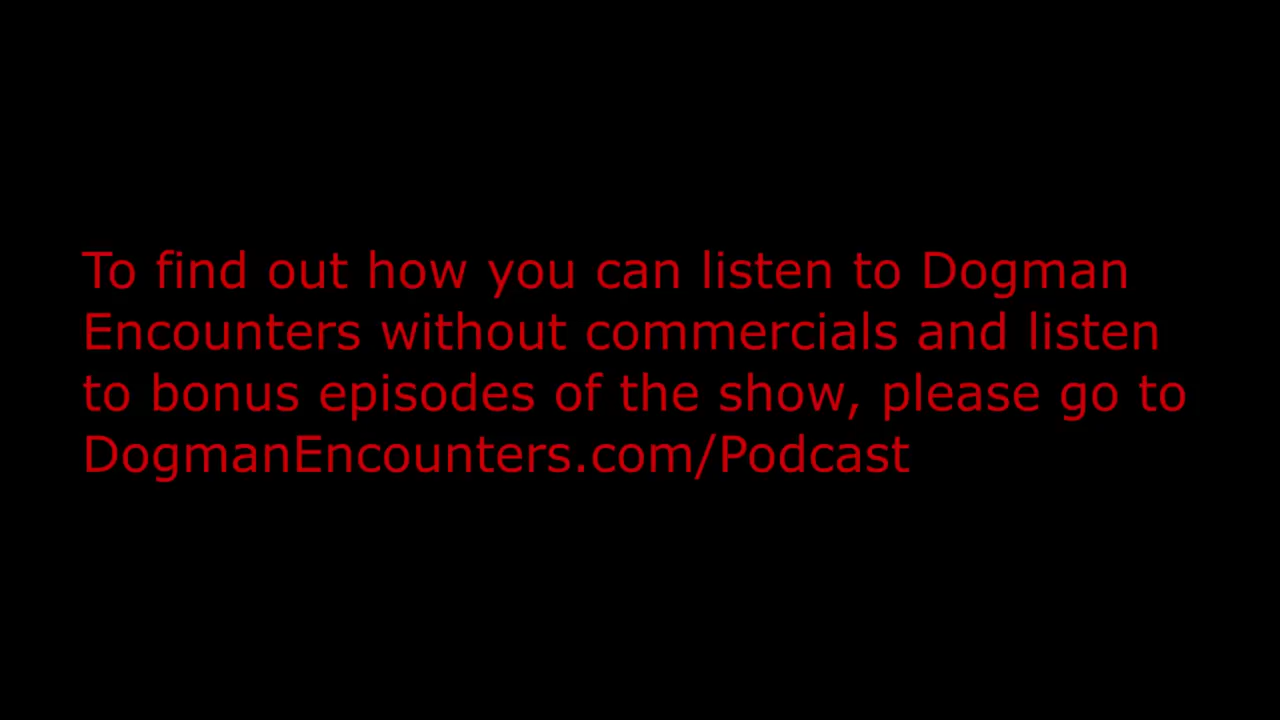 To find out how you can listen to Dogman
Encounters without commercials and listen
to bonus episodes of the show, please go to
DogmanEncounters.com/Podcast